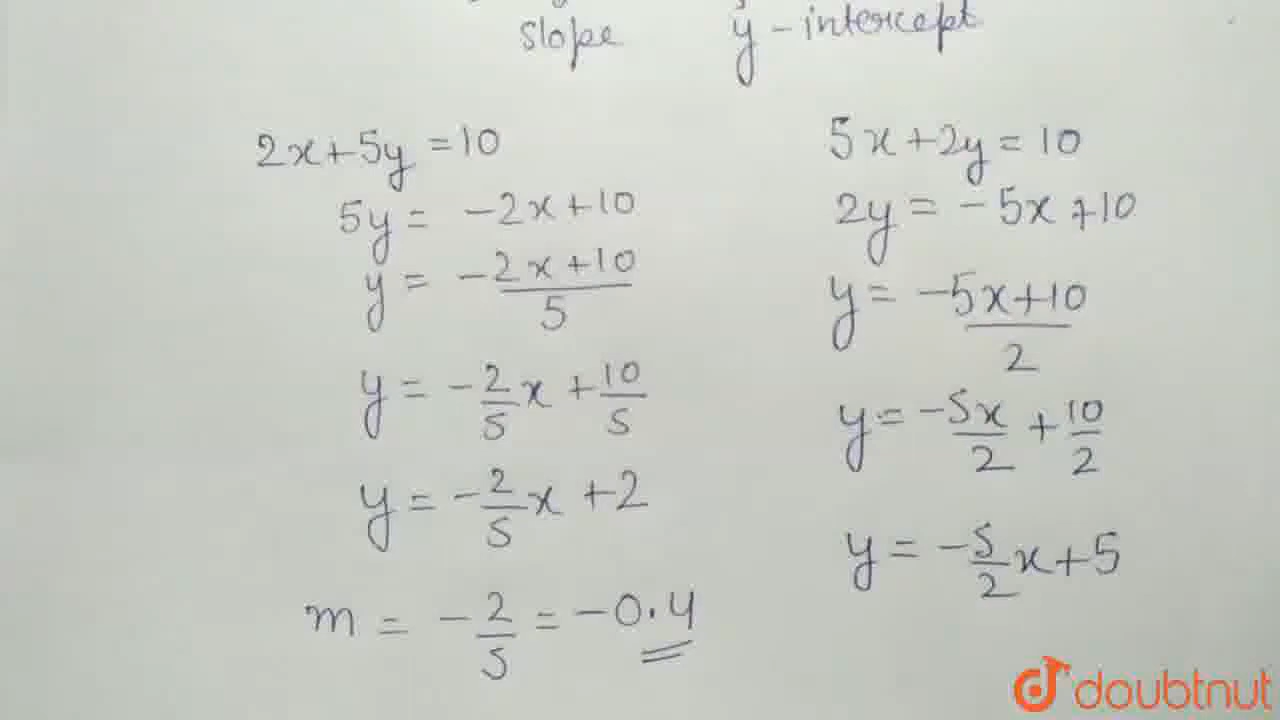 slope y-intercept
2x+5y=10
5y= -2x+10
y= -2x+10
5
y= -2/5x+10/5
y= -2/5x+2
m= -2/5=-0.4
5x+2y=10
2y=-5x+10
y=-5x+10
2
y=-5x/2+10/2
y=-5/2x+5
doubtnut